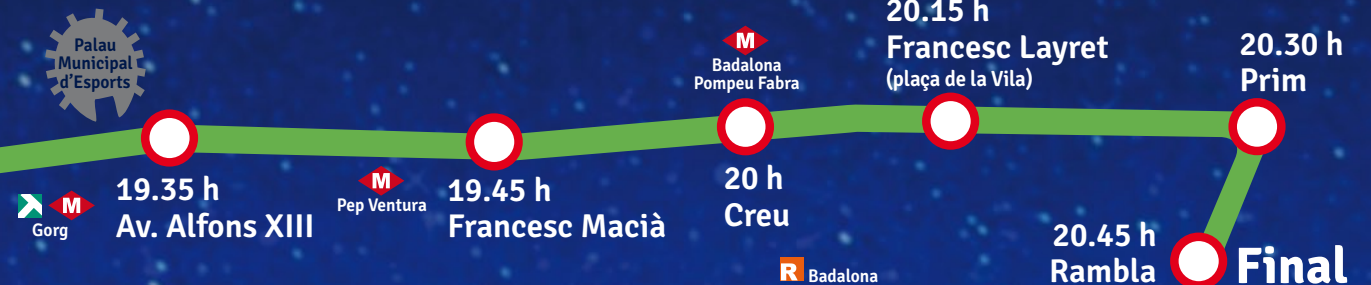 Palau
Municipal
d'Esports
M
Gorg
19.35 h
Av. Alfons XIII
M
Pep Ventura
19.45 h
Francesc Macià
M
Badalona
Pompeu Fabra
20 h
Creu
R Badalona
20.15 h
Francesc Layret
(plaça de la Vila)
20.30 h
Prim
20.45 h
Rambla
Final